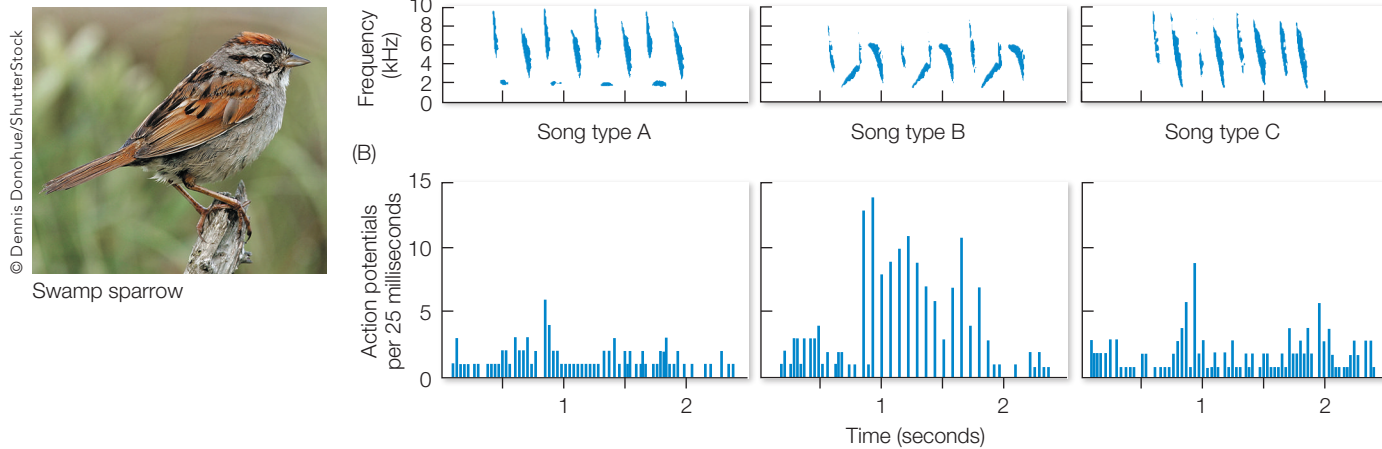 © Dennis Donohue/ShutterStock
Swamp sparrow
Frequency
(kHz)
10
8
6
4
2
0
Song type A
Song type B
Song type C
(B)
Action potentials
per 25 milliseconds
15
10
5
0
1
2
1
2
1
2
Time (seconds)